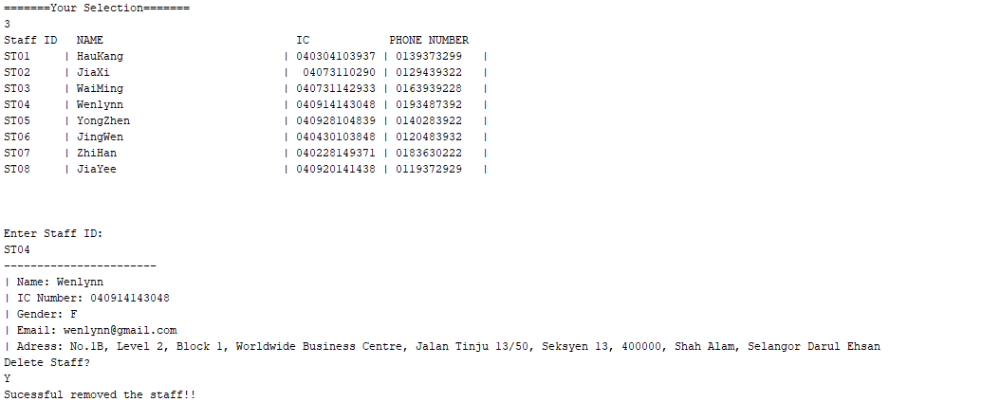 =======Your Selection=======
3
Staff ID   NAME                             IC            PHONE NUMBER
ST01     | HauKang                        | 040304103937 | 0139373299   |
ST02     | JiaXi                          |  04073110290 | 0129439322   |
ST03     | WaiMing                        | 040731142933 | 0163939228   |
ST04     | Wenlynn                        | 040914143048 | 0193487392   |
ST05     | YongZhen                       | 040928104839 | 0140283922   |
ST06     | JingWen                        | 040430103848 | 0120483932   |
ST07     | ZhiHan                         | 040228149371 | 0183630222   |
ST08     | JiaYee                         | 040920141438 | 0119372929   |
Enter Staff ID:
ST04
-----------------------
| Name: Wenlynn
| IC Number: 040914143048
| Gender: F
| Email: wenlynn@gmail.com
| Adress: No.1B, Level 2, Block 1, Worldwide Business Centre, Jalan Tinju 13/50, Seksyen 13, 400000, Shah Alam, Selangor Darul Ehsan
Delete Staff?
Y
Sucessful removed the staff!!